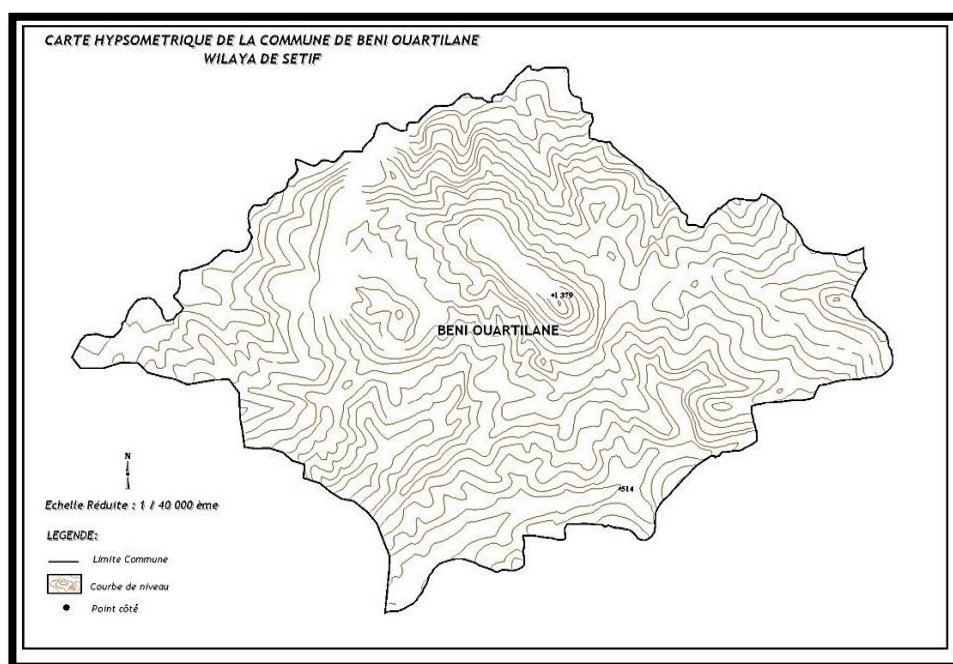 CARTE HYPSOMETRIQUE DE LA COMMUNE DE BENI OUARTILANE
WILAYA DE SETIF
1 379
BENI OUARTILANE
N
514
Echelle Réduite : 1 / 40 000 ème
LEGENDE:
Limite Commune
Courbe de niveau
Point côté